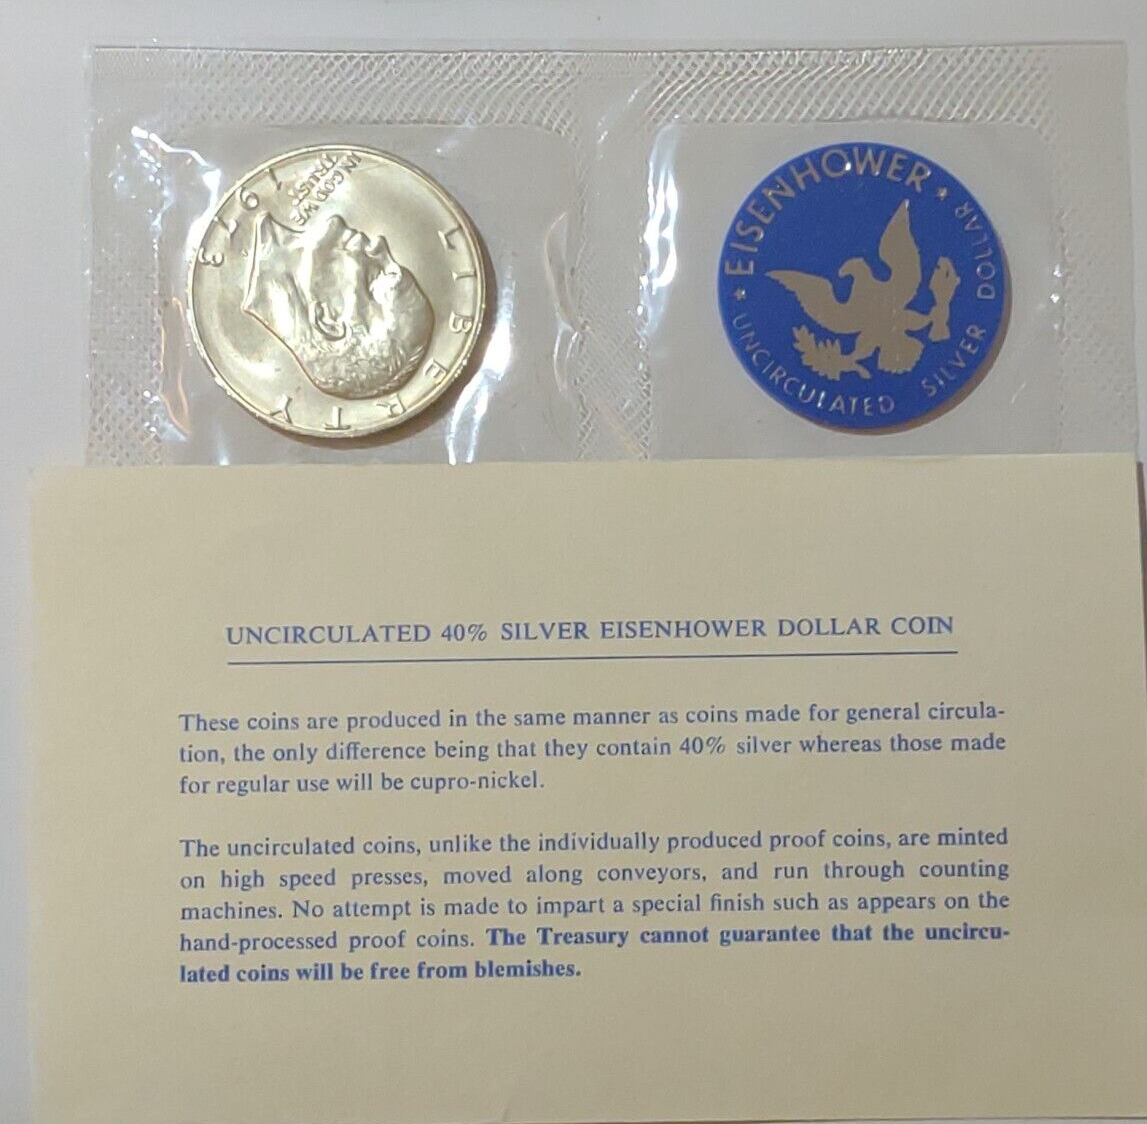 LIBERTY
IN GOD WE
TRUST
1973
EISENHOWER
UNCIRCULATED SILVER DOLLAR
UNCIRCULATED 40% SILVER EISENHOWER DOLLAR COIN
These coins are produced in the same manner as coins made for general circula-
tion, the only difference being that they contain 40% silver whereas those made
for regular use will be cupro-nickel.
The uncirculated coins, unlike the individually produced proof coins, are minted
on high speed presses, moved along conveyors, and run through counting
machines. No attempt is made to impart a special finish such as appears on the
hand-processed proof coins. The Treasury cannot guarantee that the uncircu-
lated coins will be free from blemishes.